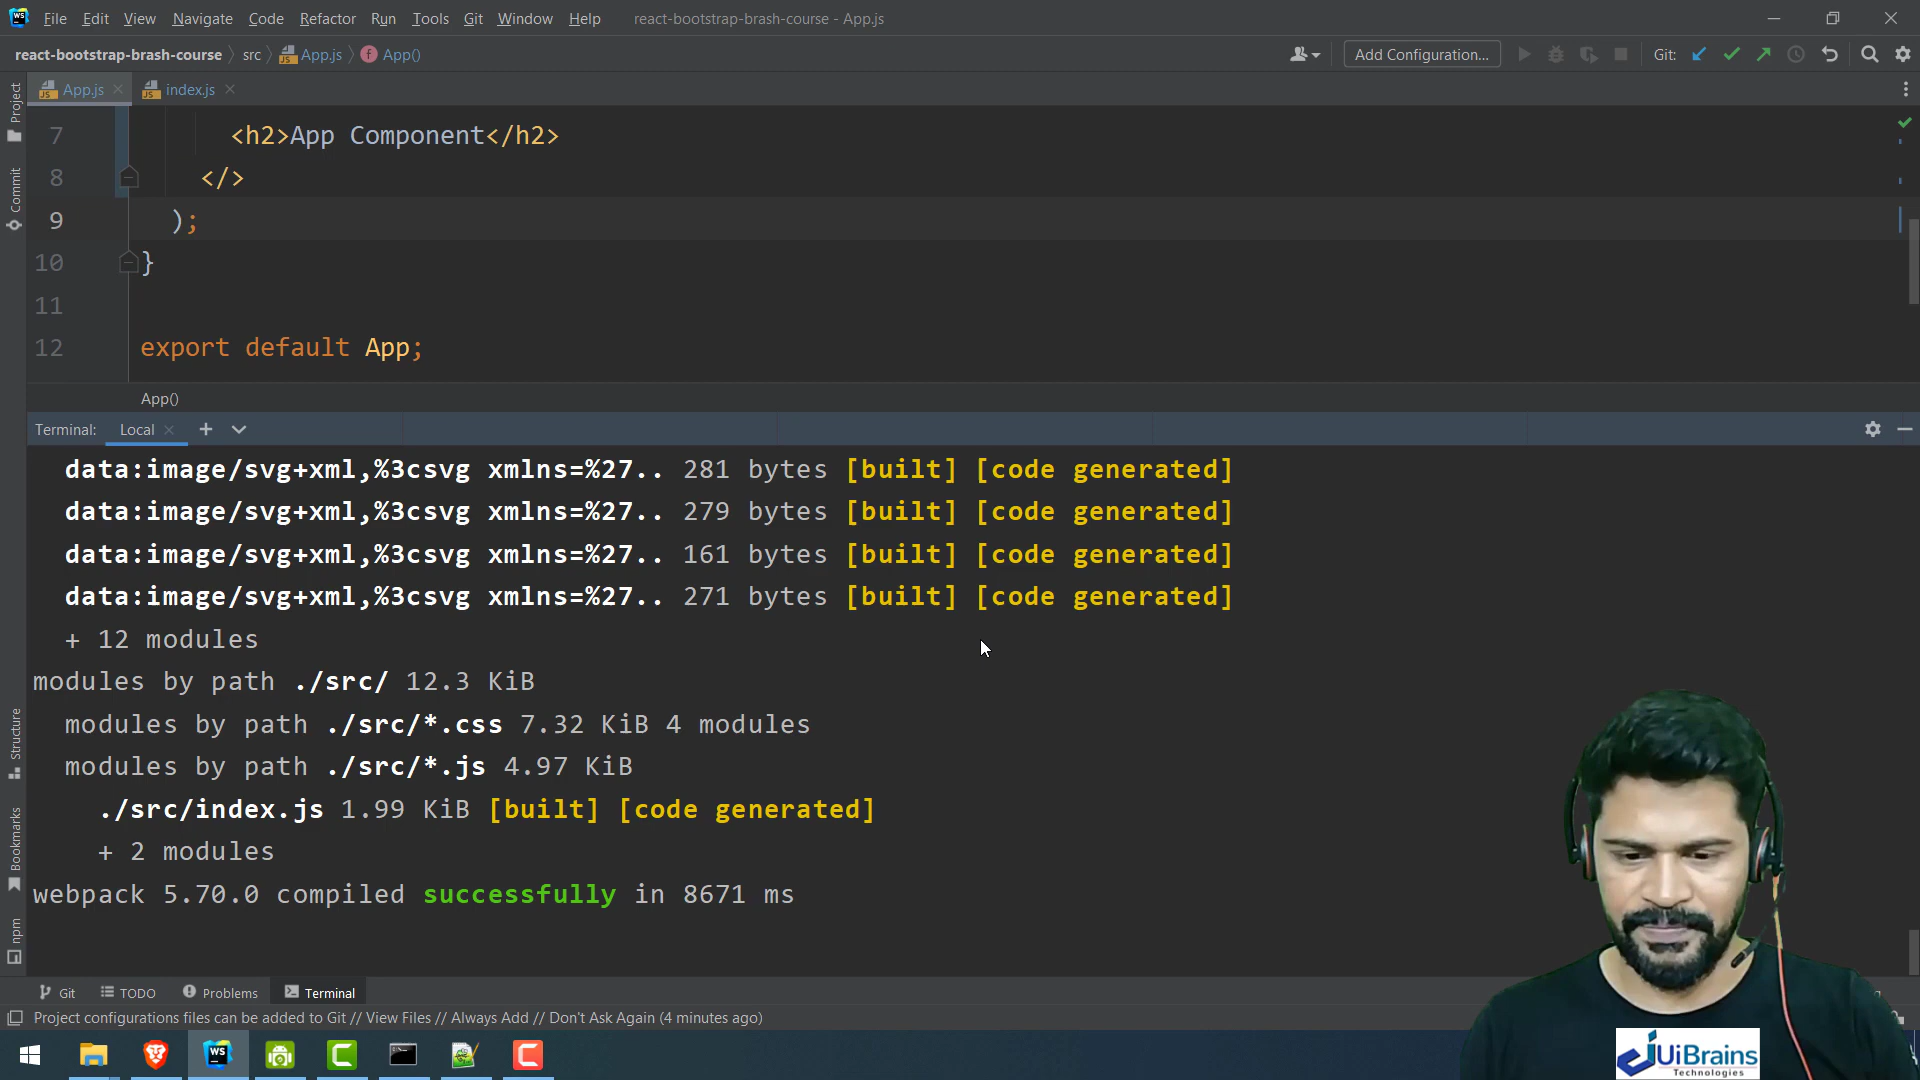 File Edit View Navigate Code Refactor Run Tools Git Window Help react-bootstrap-brash-course - App.js
react-bootstrap-brash-course src App.js App() Add Configuration... Git:
App.js index.js
Project
Commit
Structure
Bookmarks
npm
7 <h2>App Component</h2>
8 </>
9 );
10 }
11
12 export default App;
App()
Terminal: Local
data:image/svg+xml,%3csvg xmlns=%27.. 281 bytes [built] [code generated]
data:image/svg+xml,%3csvg xmlns=%27.. 279 bytes [built] [code generated]
data:image/svg+xml,%3csvg xmlns=%27.. 161 bytes [built] [code generated]
data:image/svg+xml,%3csvg xmlns=%27.. 271 bytes [built] [code generated]
+ 12 modules
modules by path ./src/ 12.3 KiB
modules by path ./src/*.css 7.32 KiB 4 modules
modules by path ./src/*.js 4.97 KiB
./src/index.js 1.99 KiB [built] [code generated]
+ 2 modules
webpack 5.70.0 compiled successfully in 8671 ms
Git TODO Problems Terminal
Project configurations files can be added to Git // View Files // Always Add // Don't Ask Again (4 minutes ago)
UiBrains
Technologies